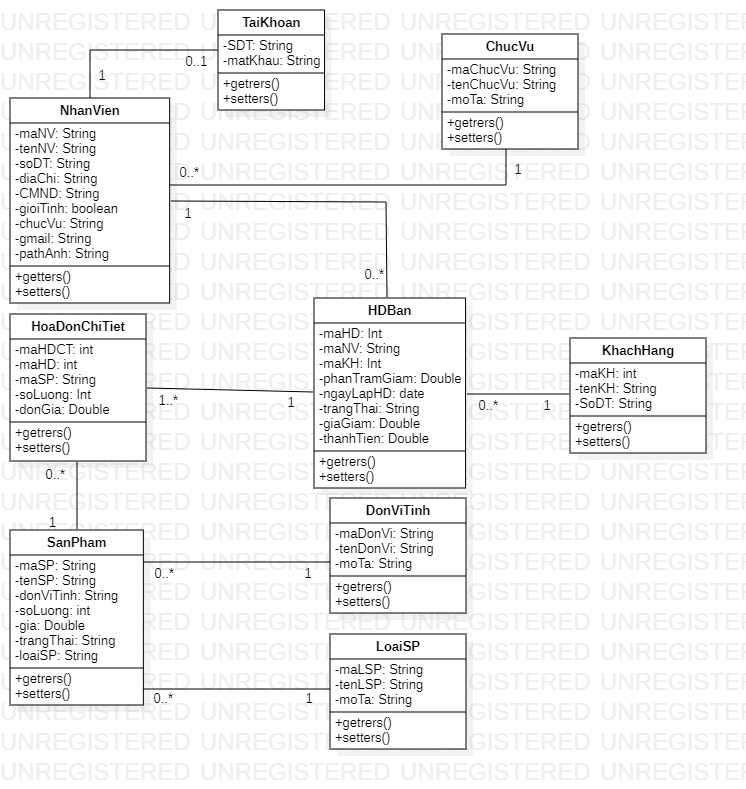 TaiKhoan
-SDT: String
-matKhau: String
+getrers()
+setters()
0..1
1
ChucVu
-maChucVu: String
-tenChucVu: String
-moTa: String
+getrers()
+setters()
1
0..*
NhanVien
-maNV: String
-tenNV: String
-soDT: String
-diaChi: String
-CMND: String
-gioiTinh: boolean
-chucVu: String
-gmail: String
-pathAnh: String
+getters()
+setters()
1
0..*
HoaDonChiTiet
-maHDCT: int
-maHD: int
-maSP: String
-soLuong: Int
-donGia: Double
+getrers()
+setters()
1..*
1
HDBan
-maHD: Int
-maNV: String
-maKH: Int
-phanTramGiam: Double
-ngayLapHD: date
-trangThai: String
-giaGiam: Double
-thanhTien: Double
+getrers()
+setters()
0..*
1
KhachHang
-maKH: int
-tenKH: String
-SoDT: String
+getrers()
+setters()
0..*
1
SanPham
-maSP: String
-tenSP: String
-donViTinh: String
-soLuong: int
-gia: Double
-trangThai: String
-loaiSP: String
+getrers()
+setters()
0..*
1
DonViTinh
-maDonVi: String
-tenDonVi: String
-moTa: String
+getrers()
+setters()
0..*
1
LoaiSP
-maLSP: String
-tenLSP: String
-moTa: String
+getrers()
+setters()
UNREGISTERED UNREGISTERED UNREGISTERED UNREGISTERED